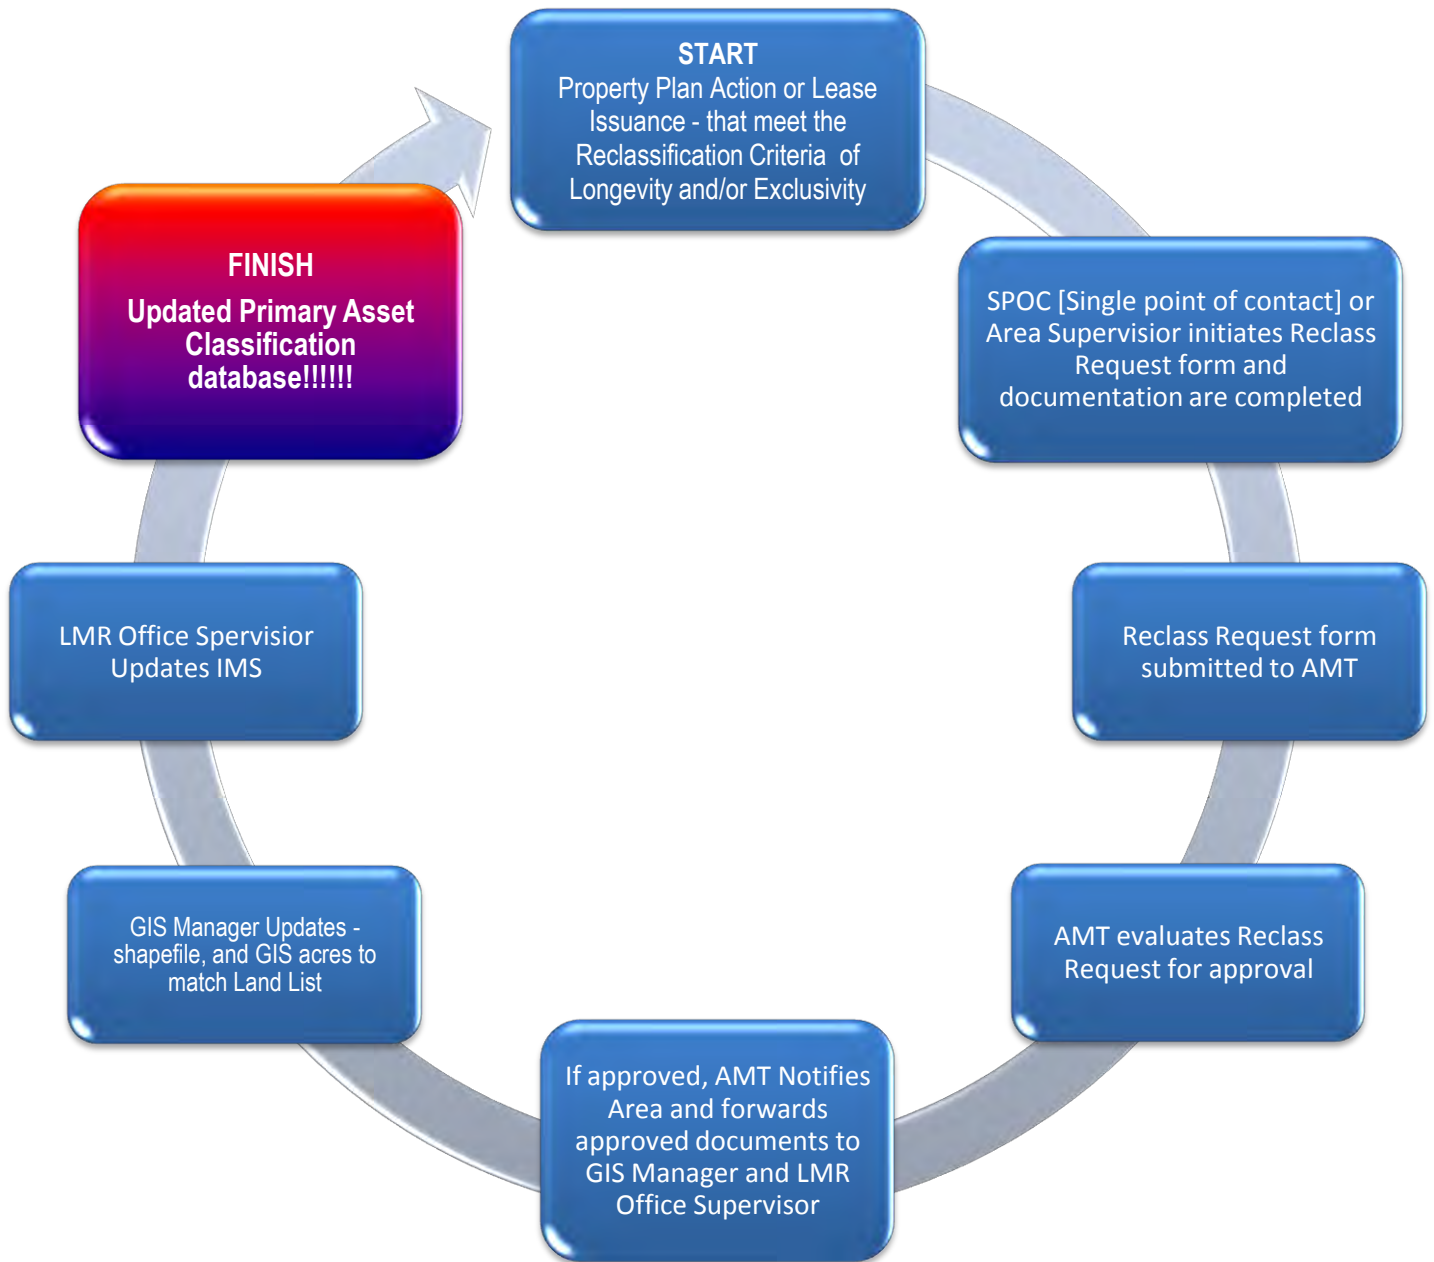 START
Property Plan Action or Lease
Issuance - that meet the
Reclassification Criteria of
Longevity and/or Exclusivity
SPOC [Single point of contact] or
Area Supervisior initiates Reclass
Request form and
documentation are completed
Reclass Request form
submitted to AMT
AMT evaluates Reclass
Request for approval
If approved, AMT Notifies
Area and forwards
approved documents to
GIS Manager and LMR
Office Supervisor
GIS Manager Updates -
shapefile, and GIS acres to
match Land List
LMR Office Spervisior
Updates IMS
FINISH
Updated Primary Asset
Classification
database!!!!!!